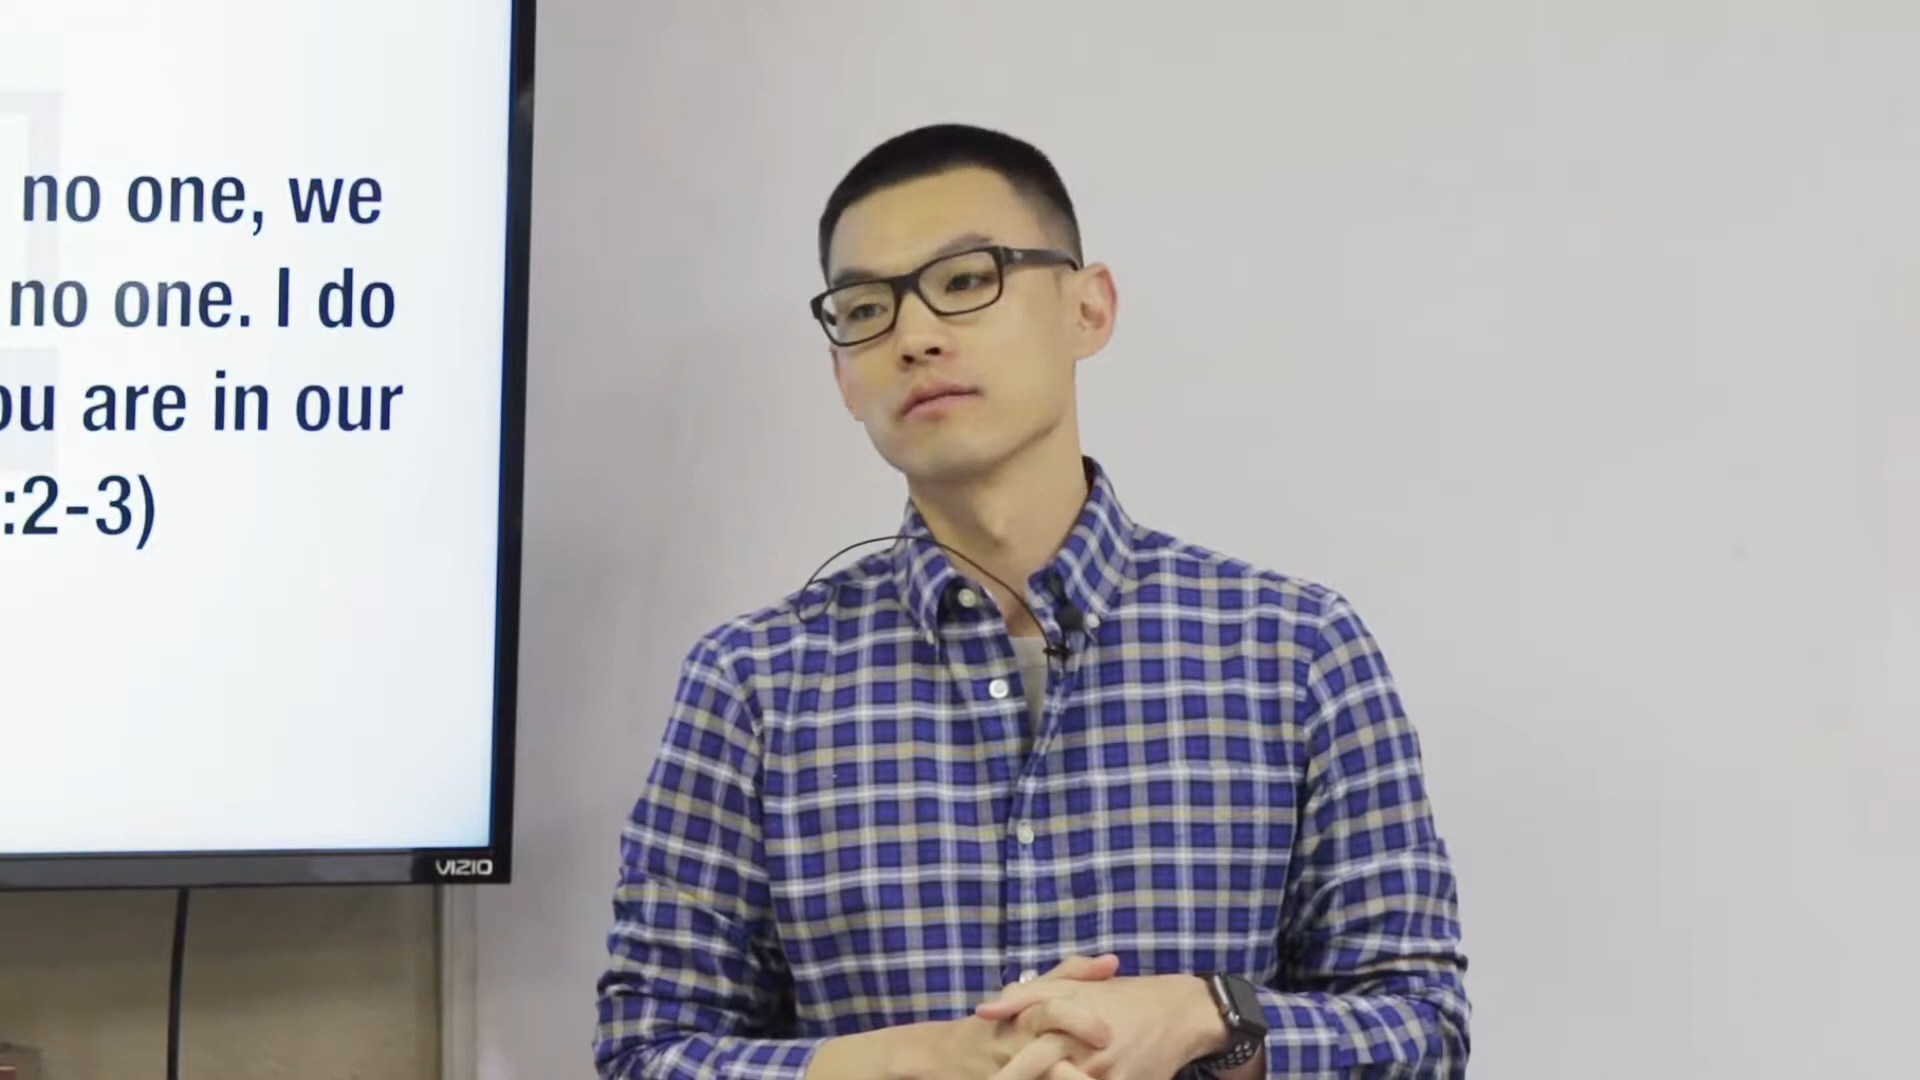 no one, we
no one. I do
ou are in our
:2-3)
VIZIO